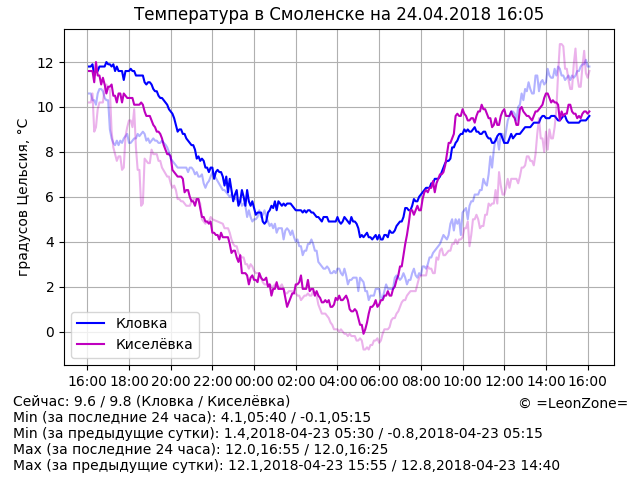 Температура в Смоленске на 24.04.2018 16:05
градусов Цельсия, °C
12
10
8
6
4
2
0
Кловка
Киселёвка
16:00 18:00 20:00 22:00 00:00 02:00 04:00 06:00 08:00 10:00 12:00 14:00 16:00
Сейчас: 9.6 / 9.8 (Кловка / Киселёвка)
© =LeonZone=
Min (за последние 24 часа): 4.1,05:40 / -0.1,05:15
Min (за предыдущие сутки): 1.4,2018-04-23 05:30 / -0.8,2018-04-23 05:15
Max (за последние 24 часа): 12.0,16:55 / 12.0,16:25
Max (за предыдущие сутки): 12.1,2018-04-23 15:55 / 12.8,2018-04-23 14:40